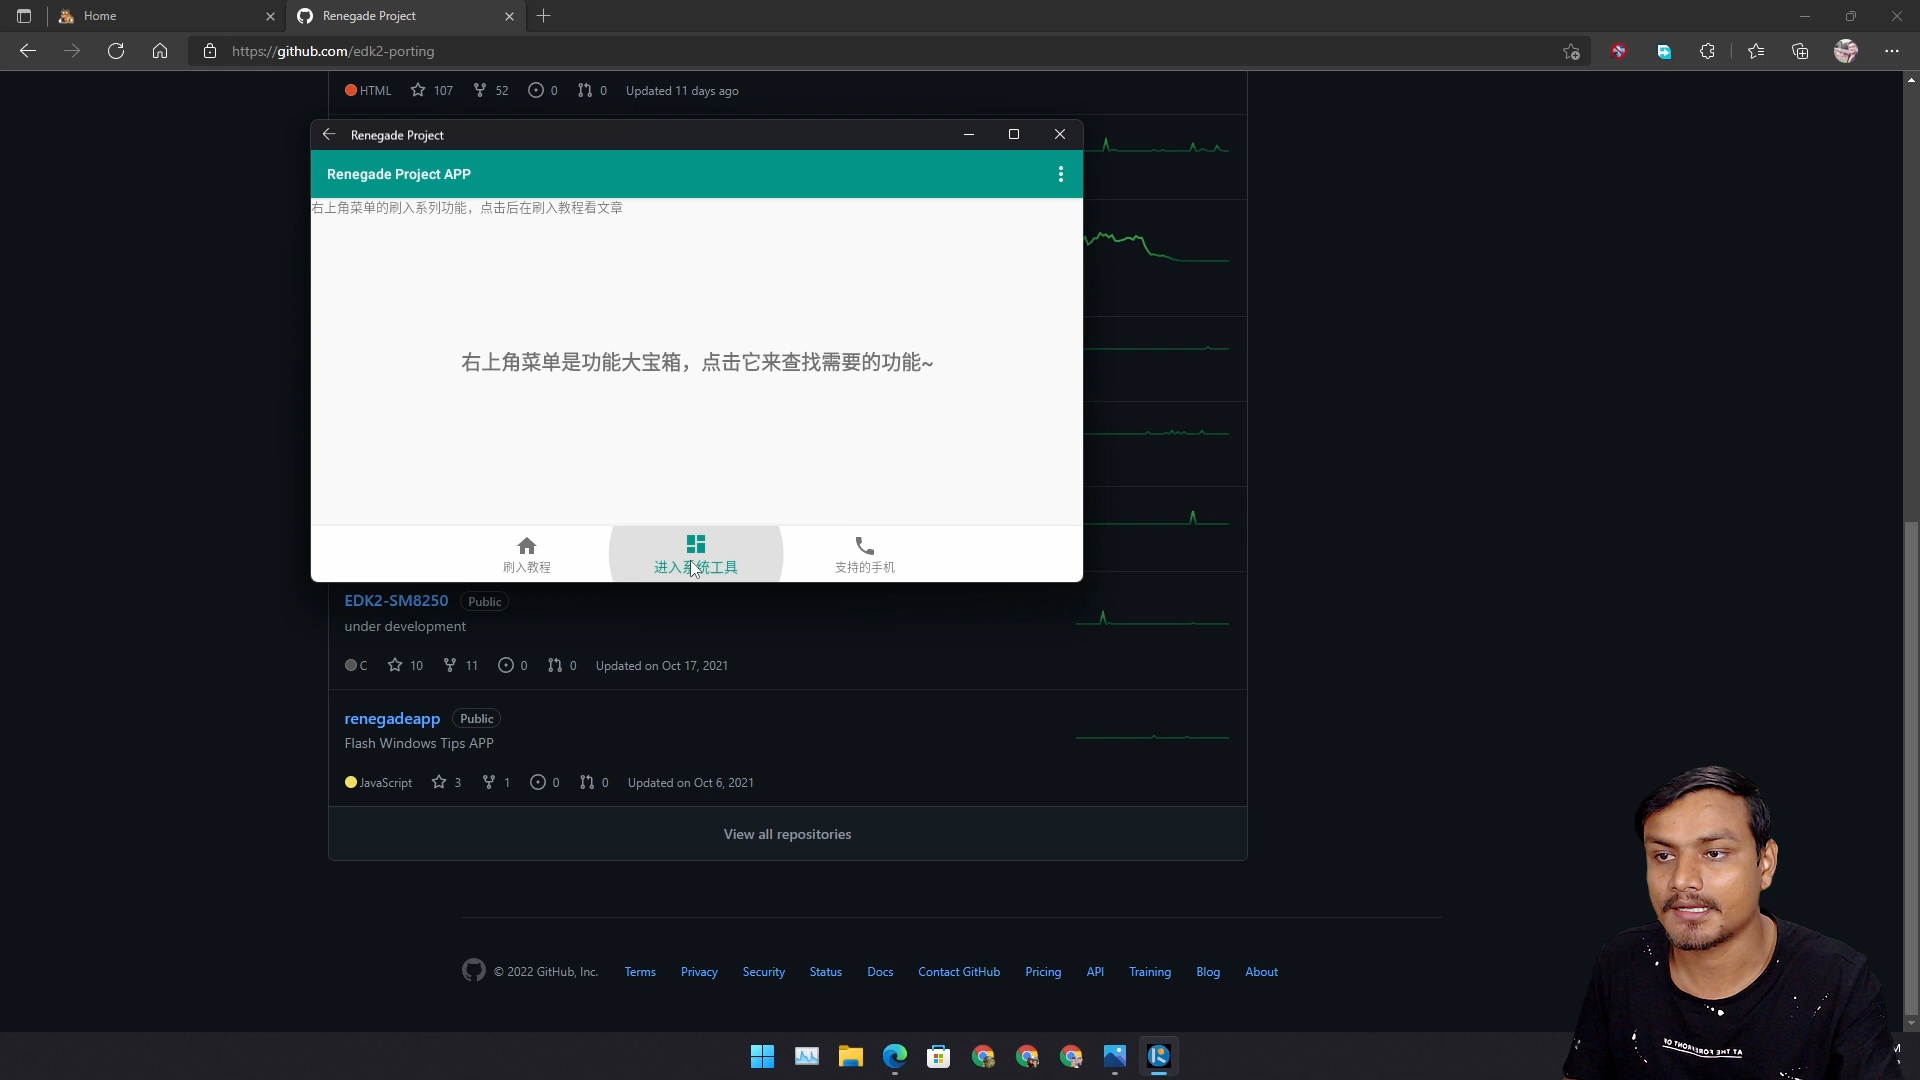 Home
Renegade Project
https://github.com/edk2-porting
HTML 107 52 0 0 Updated 11 days ago
Renegade Project
Renegade Project APP
右上角菜单的刷入系列功能，点击后在刷入教程看文章
右上角菜单是功能大宝箱，点击它来查找需要的功能~
刷入教程
进入系统工具
支持的手机
EDK2-SM8250 Public
under development
C 10 11 0 0 Updated on Oct 17, 2021
renegadeapp Public
Flash Windows Tips APP
JavaScript 3 1 0 0 Updated on Oct 6, 2021
View all repositories
© 2022 GitHub, Inc. Terms Privacy Security Status Docs Contact GitHub Pricing API Training Blog About